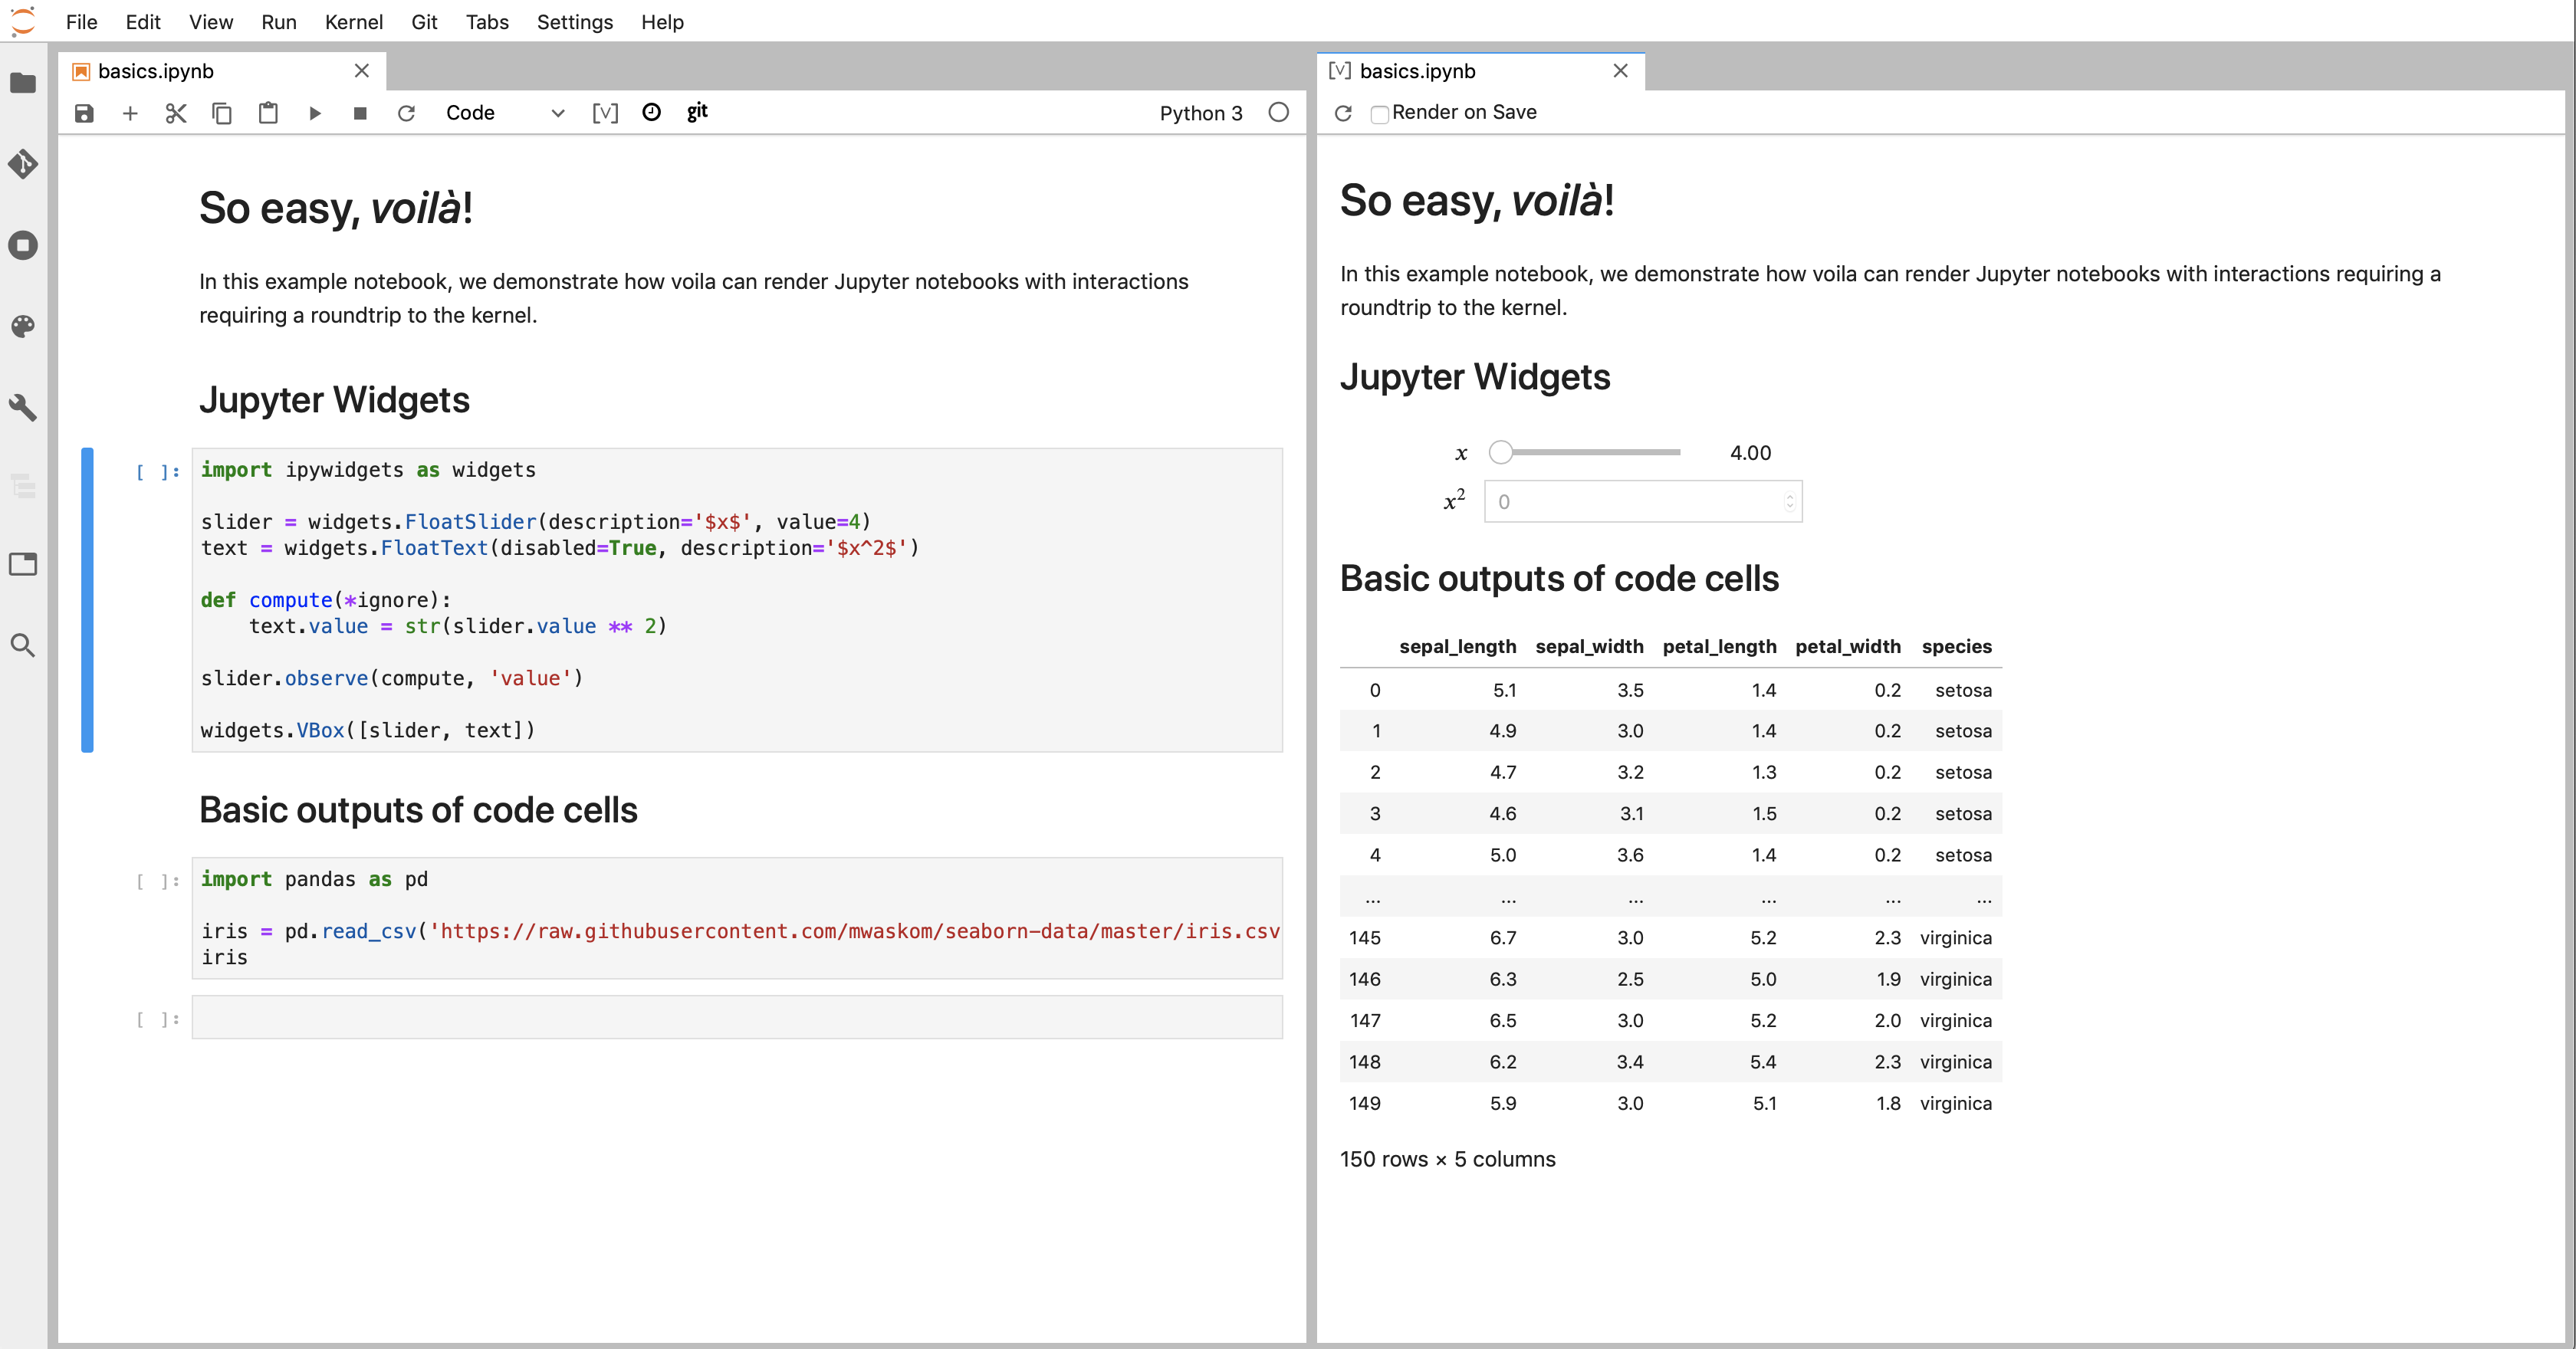 File Edit View Run Kernel Git Tabs Settings Help
basics.ipynb
Code
git
Python 3
So easy, voilà!
In this example notebook, we demonstrate how voila can render Jupyter notebooks with interactions
requiring a roundtrip to the kernel.
Jupyter Widgets
[ ]:
import ipywidgets as widgets
slider = widgets.FloatSlider(description='$x$', value=4)
text = widgets.FloatText(disabled=True, description='$x^2$')
def compute(*ignore):
    text.value = str(slider.value ** 2)
slider.observe(compute, 'value')
widgets.VBox([slider, text])
Basic outputs of code cells
[ ]:
import pandas as pd
iris = pd.read_csv('https://raw.githubusercontent.com/mwaskom/seaborn-data/master/iris.csv
iris
[ ]:
[V] basics.ipynb
Render on Save
So easy, voilà!
In this example notebook, we demonstrate how voila can render Jupyter notebooks with interactions requiring a
roundtrip to the kernel.
Jupyter Widgets
x 4.00
x² 0
Basic outputs of code cells
sepal_length sepal_width petal_length petal_width species
0 5.1 3.5 1.4 0.2 setosa
1 4.9 3.0 1.4 0.2 setosa
2 4.7 3.2 1.3 0.2 setosa
3 4.6 3.1 1.5 0.2 setosa
4 5.0 3.6 1.4 0.2 setosa
... ... ... ... ... ...
145 6.7 3.0 5.2 2.3 virginica
146 6.3 2.5 5.0 1.9 virginica
147 6.5 3.0 5.2 2.0 virginica
148 6.2 3.4 5.4 2.3 virginica
149 5.9 3.0 5.1 1.8 virginica
150 rows × 5 columns